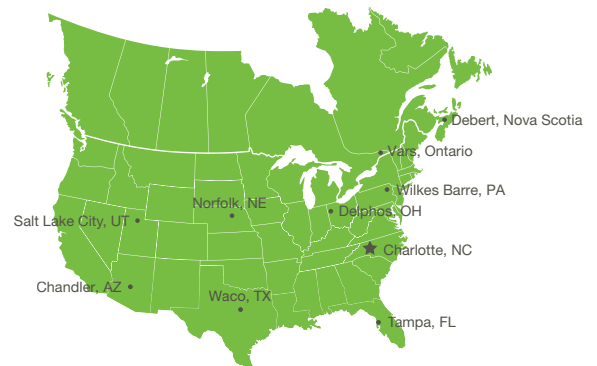 Debert, Nova Scotia
Vars, Ontario
Wilkes Barre, PA
Norfolk, NE
Delphos, OH
Salt Lake City, UT
Charlotte, NC
Chandler, AZ
Waco, TX
Tampa, FL